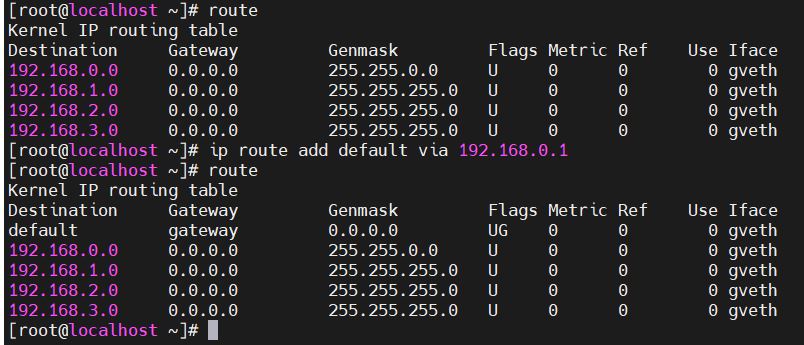 [root@localhost ~]# route
Kernel IP routing table
Destination Gateway Genmask Flags Metric Ref Use Iface
192.168.0.0 0.0.0.0 255.255.0.0 U 0 0 0 gveth
192.168.1.0 0.0.0.0 255.255.255.0 U 0 0 0 gveth
192.168.2.0 0.0.0.0 255.255.255.0 U 0 0 0 gveth
192.168.3.0 0.0.0.0 255.255.255.0 U 0 0 0 gveth
[root@localhost ~]# ip route add default via 192.168.0.1
[root@localhost ~]# route
Kernel IP routing table
Destination Gateway Genmask Flags Metric Ref Use Iface
default gateway 0.0.0.0 UG 0 0 0 gveth
192.168.0.0 0.0.0.0 255.255.0.0 U 0 0 0 gveth
192.168.1.0 0.0.0.0 255.255.255.0 U 0 0 0 gveth
192.168.2.0 0.0.0.0 255.255.255.0 U 0 0 0 gveth
192.168.3.0 0.0.0.0 255.255.255.0 U 0 0 0 gveth
[root@localhost ~]#